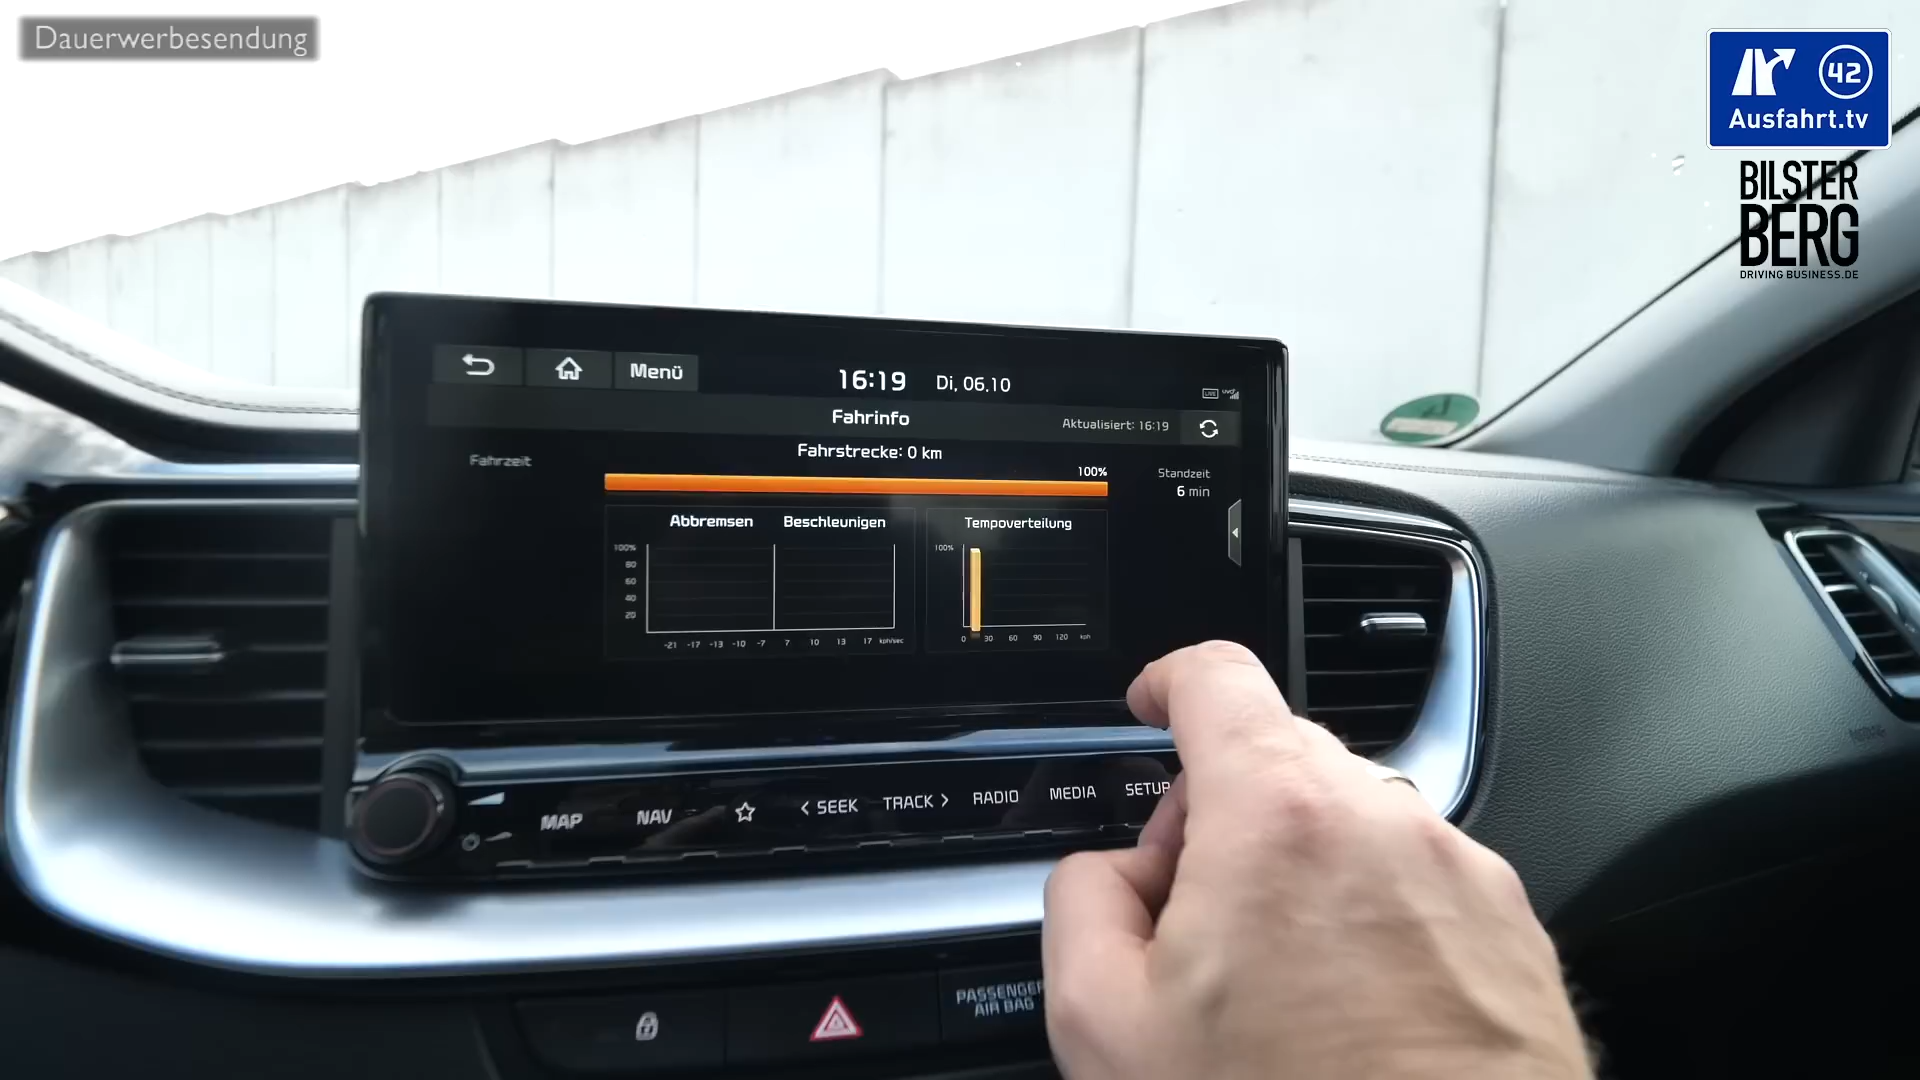 Dauerwerbesendung
42
Ausfahrt.tv
BILSTER
BERG
DRIVING BUSINESS.DE
Menü
16:19 Di, 06.10
Fahrinfo
Aktualisiert: 16:19
Fahrstrecke: 0 km
Fahrzeit
100%
Standzeit
6 min
Abbremsen Beschleunigen
100%
80
60
40
20
-21 -17 -13 -10 -7 7 10 13 17 kph/sec
Tempoverteilung
100%
0 30 60 90 120 kph
MAP NAV < SEEK TRACK > RADIO MEDIA SETUP
PASSENGER
AIR BAG